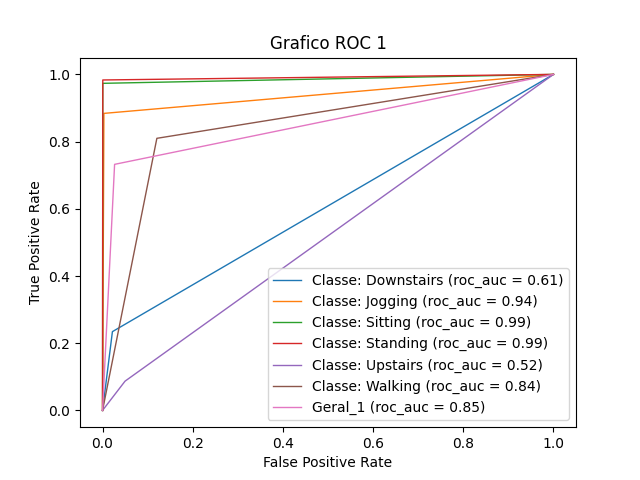 Grafico ROC 1
1.0
0.8
0.6
0.4
0.2
0.0
True Positive Rate
Classe: Downstairs (roc_auc = 0.61)
Classe: Jogging (roc_auc = 0.94)
Classe: Sitting (roc_auc = 0.99)
Classe: Standing (roc_auc = 0.99)
Classe: Upstairs (roc_auc = 0.52)
Classe: Walking (roc_auc = 0.84)
Geral_1 (roc_auc = 0.85)
0.0 0.2 0.4 0.6 0.8 1.0
False Positive Rate